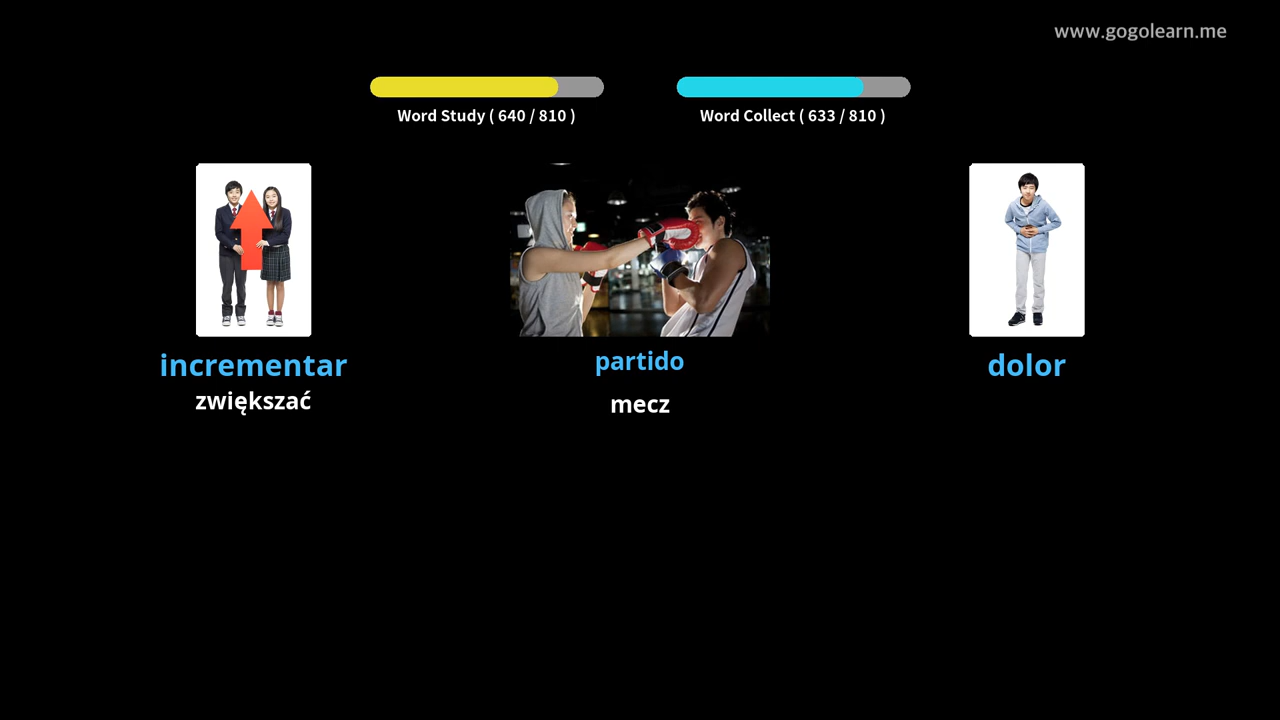 www.gogolearn.me
Word Study ( 640 / 810 )
Word Collect ( 633 / 810 )
incrementar
zwiększać
partido
mecz
dolor